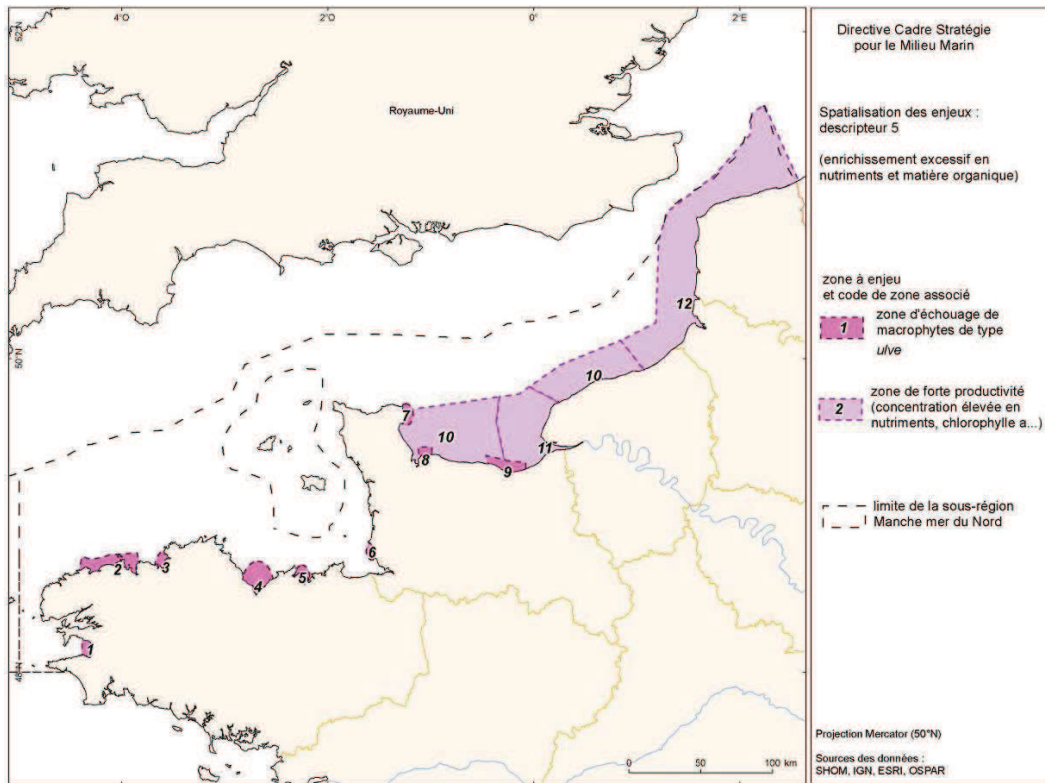 4°O
2°O
0°
2°E
52°N
50°N
48°N
Royaume-Uni
12
10
7
10
11
8
9
6
2
3
4
5
1
0
100 km
Directive Cadre Stratégie
pour le Milieu Marin
Spatialisation des enjeux :
descripteur 5
(enrichissement excessif en
nutriments et matière organique)
zone à enjeu
et code de zone associé
1
zone d'échouage de
macrophytes de type
ulve
2
zone de forte productivité
(concentration élevée en
nutriments, chlorophylle a...)
limite de la sous-région
Manche mer du Nord
Projection Mercator (50°N)
Sources des données :
SHOM, IGN, ESRI, OSPAR